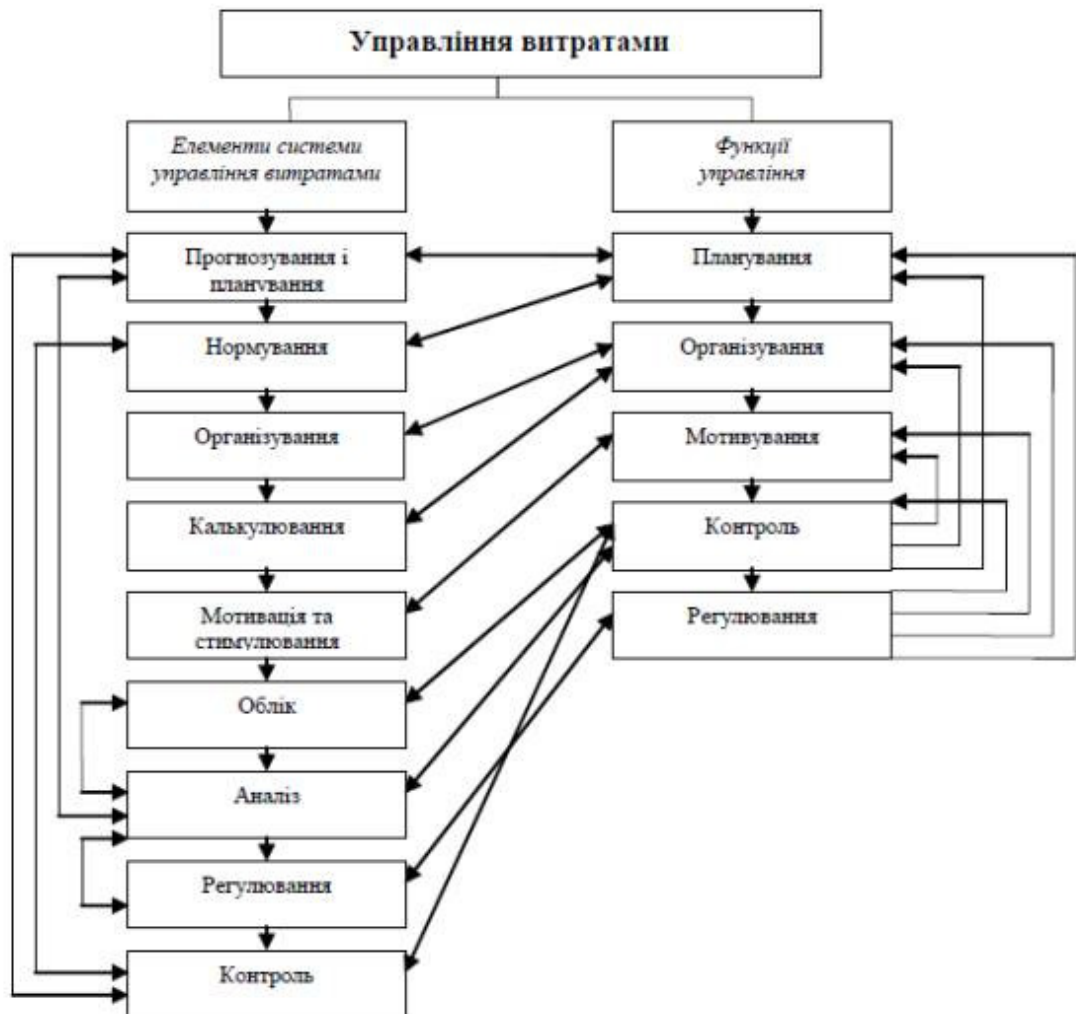 Управління витратами
Елементи системи
управління витратами
Прогнозування і
планування
Нормування
Організування
Калькулювання
Мотивація та
стимулювання
Облік
Аналіз
Регулювання
Контроль
Функції
управління
Планування
Організування
Мотивування
Контроль
Регулювання